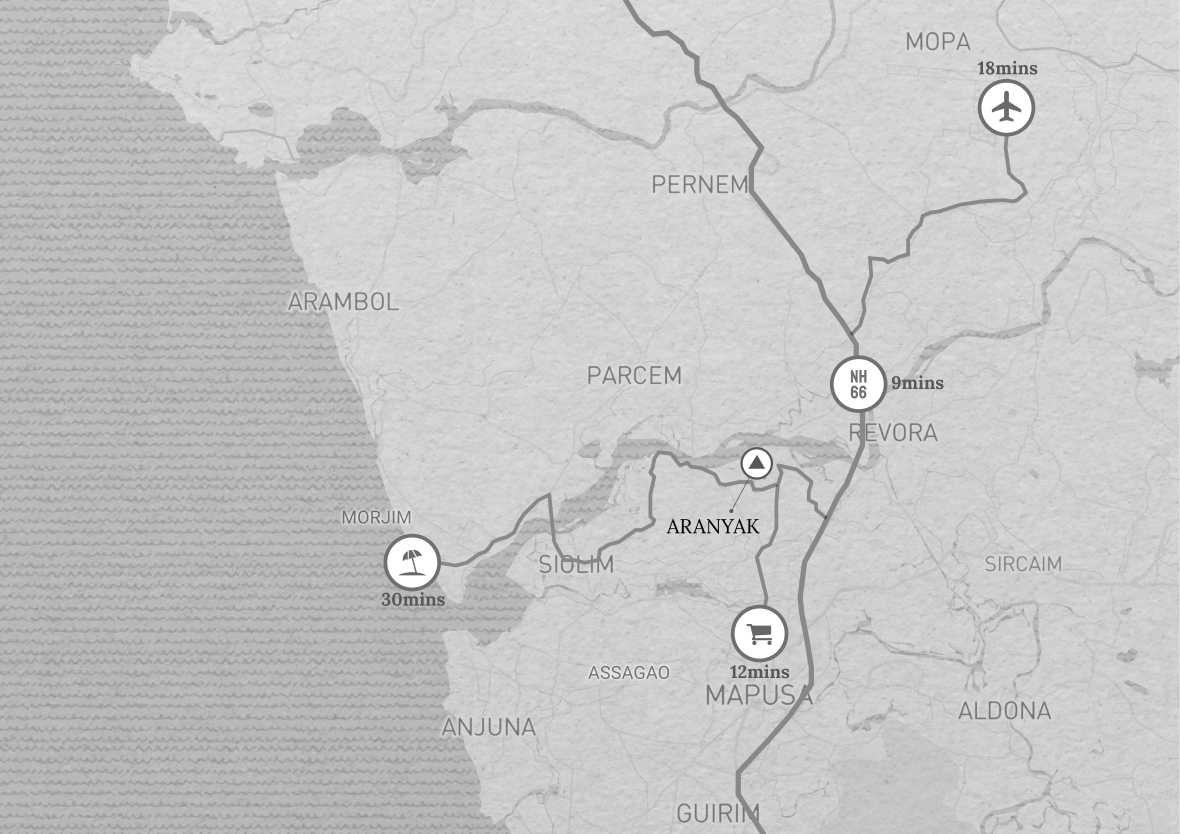 MOPA
18mins
PERNEM
ARAMBOL
PARCEM
NH
66
9mins
REVORA
MORJIM
ARANYAK
SIOLIM
SIRCAIM
30mins
12mins
ASSAGAO
MAPUSA
ALDONA
ANJUNA
GUIRIM